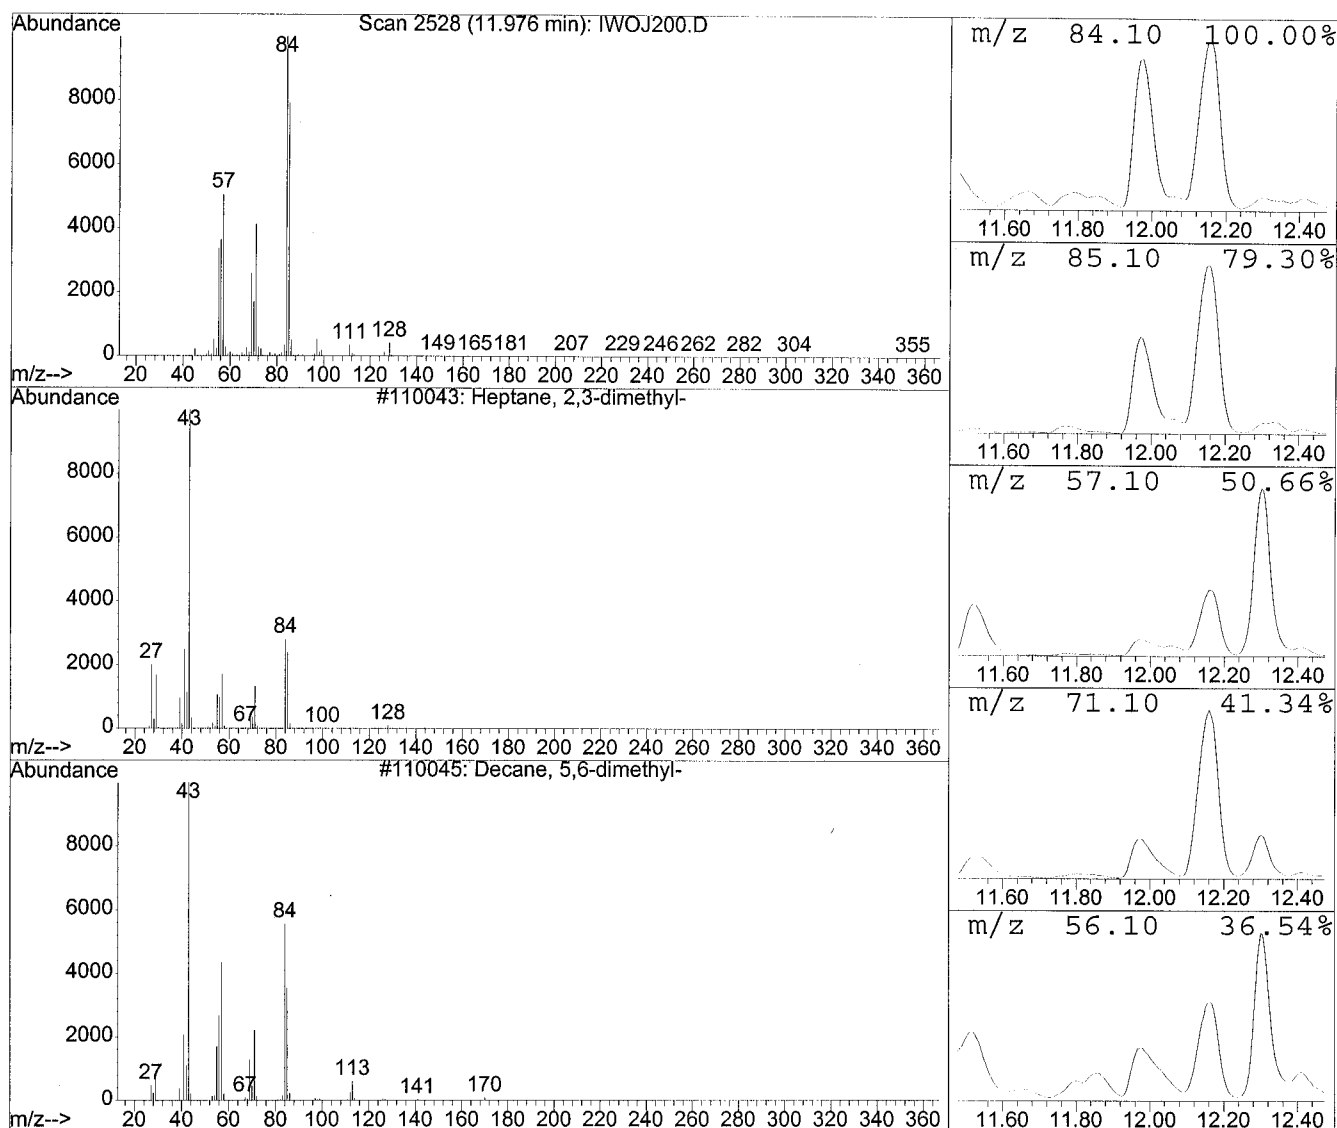 Abundance
Scan 2528 (11.976 min): IWOJ200.D
84
8000
6000
57
4000
2000
111 128 149 165 181 207 229 246 262 282 304 355
0
m/z--> 20 40 60 80 100 120 140 160 180 200 220 240 260 280 300 320 340 360
Abundance
#110043: Heptane, 2,3-dimethyl-
43
8000
6000
4000
84
27
2000
67 100 128
0
m/z--> 20 40 60 80 100 120 140 160 180 200 220 240 260 280 300 320 340 360
Abundance
#110045: Decane, 5,6-dimethyl-
43
8000
84
6000
4000
2000
27 67 113 141 170
0
m/z--> 20 40 60 80 100 120 140 160 180 200 220 240 260 280 300 320 340 360
m/z 84.10 100.00%
11.60 11.80 12.00 12.20 12.40
m/z 85.10 79.30%
11.60 11.80 12.00 12.20 12.40
m/z 57.10 50.66%
11.60 11.80 12.00 12.20 12.40
m/z 71.10 41.34%
11.60 11.80 12.00 12.20 12.40
m/z 56.10 36.54%
11.60 11.80 12.00 12.20 12.40